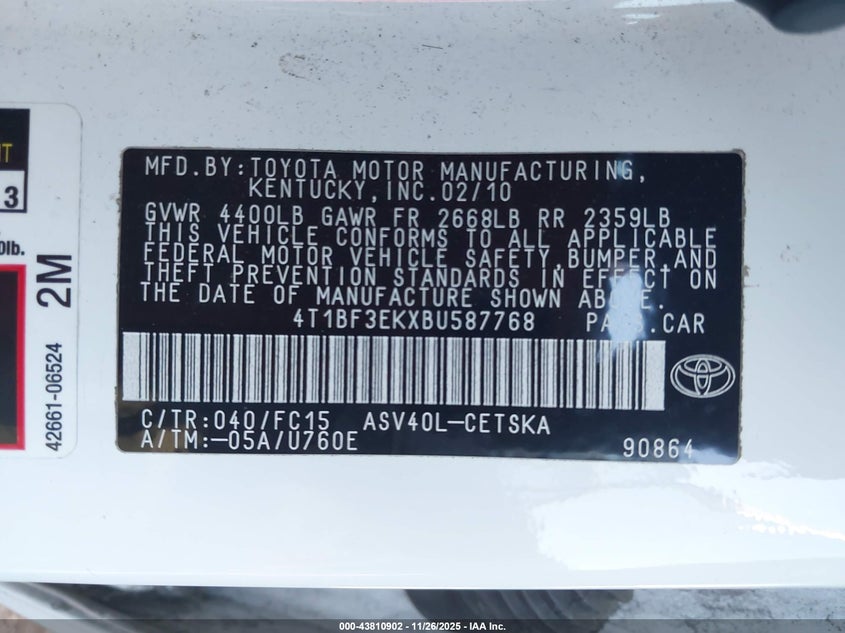 MFD.BY:TOYOTA MOTOR MANUFACTURING,
KENTUCKY,INC.02/10
GVWR 4400LB GAWR FR 2668LB RR 2359LB
THIS VEHICLE CONFORMS TO ALL APPLICABLE
FEDERAL MOTOR VEHICLE SAFETY,BUMPER,AND
THEFT PREVENTION STANDARDS IN EFFECT ON
THE DATE OF MANUFACTURE SHOWN ABOVE.
4T1BF3EKXBU587768 PASS.CAR
C/TR:040/FC15 ASV40L-CETSKA
A/TM:-05A/U760E 90864
3
0lb.
2M
42661-06524
000-43810902 - 11/26/2025 - IAA Inc.